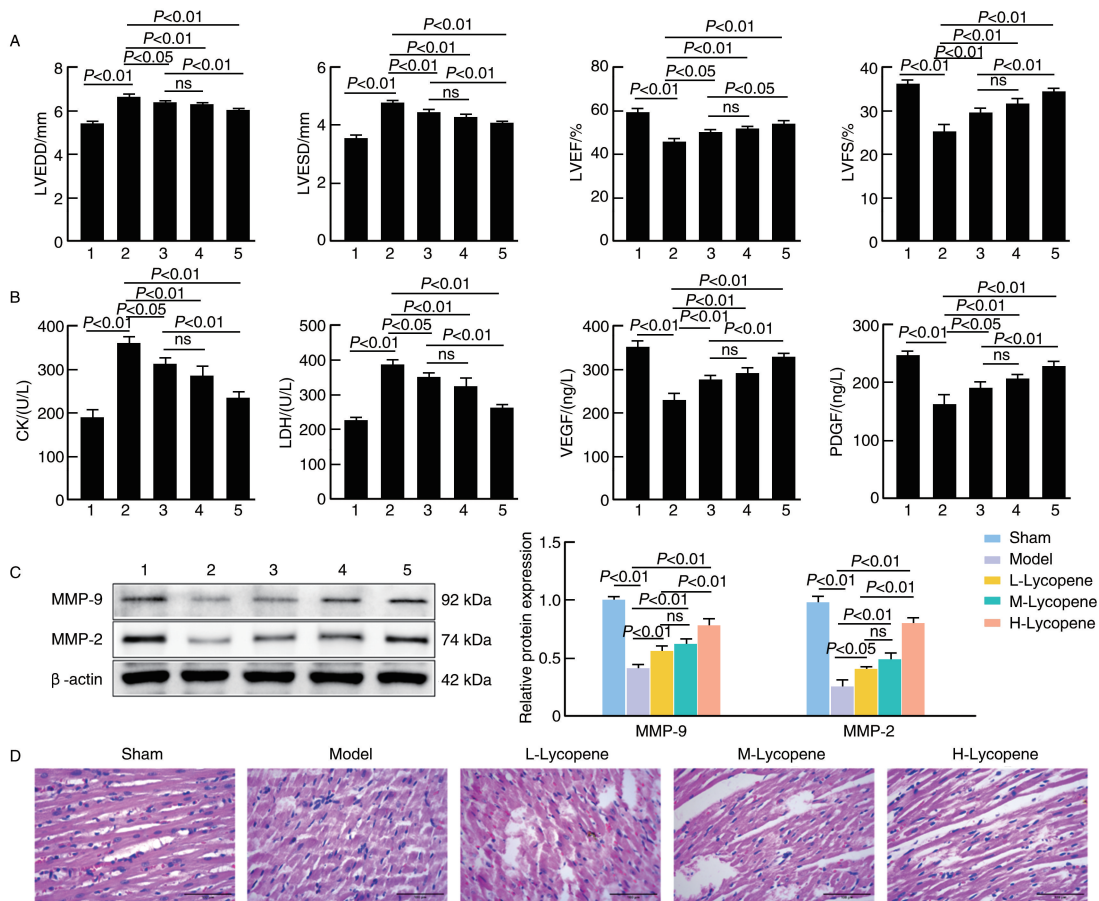 A
P<0.01
P<0.01
P<0.05
P<0.01
P<0.01
ns
LVEDD/mm
8
6
4
2
0
1 2 3 4 5
P<0.01
P<0.01
P<0.01
P<0.01
P<0.01
ns
LVESD/mm
6
4
2
0
1 2 3 4 5
P<0.01
P<0.01
P<0.05
P<0.01
P<0.05
ns
LVEF/%
80
60
40
20
0
1 2 3 4 5
P<0.01
P<0.01
P<0.01
P<0.01
P<0.01
ns
LVFS/%
40
30
20
10
0
1 2 3 4 5
B
P<0.01
P<0.01
P<0.05
P<0.01
P<0.01
ns
CK/(U/L)
400
300
200
100
0
1 2 3 4 5
P<0.01
P<0.01
P<0.05
P<0.01
P<0.01
ns
LDH/(U/L)
500
400
300
200
100
0
1 2 3 4 5
P<0.01
P<0.01
P<0.01
P<0.01
P<0.01
ns
VEGF/(ng/L)
400
300
200
100
0
1 2 3 4 5
P<0.01
P<0.01
P<0.05
P<0.01
P<0.01
ns
PDGF/(ng/L)
300
200
100
0
1 2 3 4 5
C
1 2 3 4 5
MMP-9 92 kDa
MMP-2 74 kDa
β-actin 42 kDa
Relative protein expression
1.5
1.0
0.5
0
P<0.01
P<0.01
P<0.01
P<0.01
ns
P<0.01
P<0.01
P<0.01
P<0.01
P<0.01
ns
P<0.05
MMP-9 MMP-2
Sham
Model
L-Lycopene
M-Lycopene
H-Lycopene
D
Sham Model L-Lycopene M-Lycopene H-Lycopene